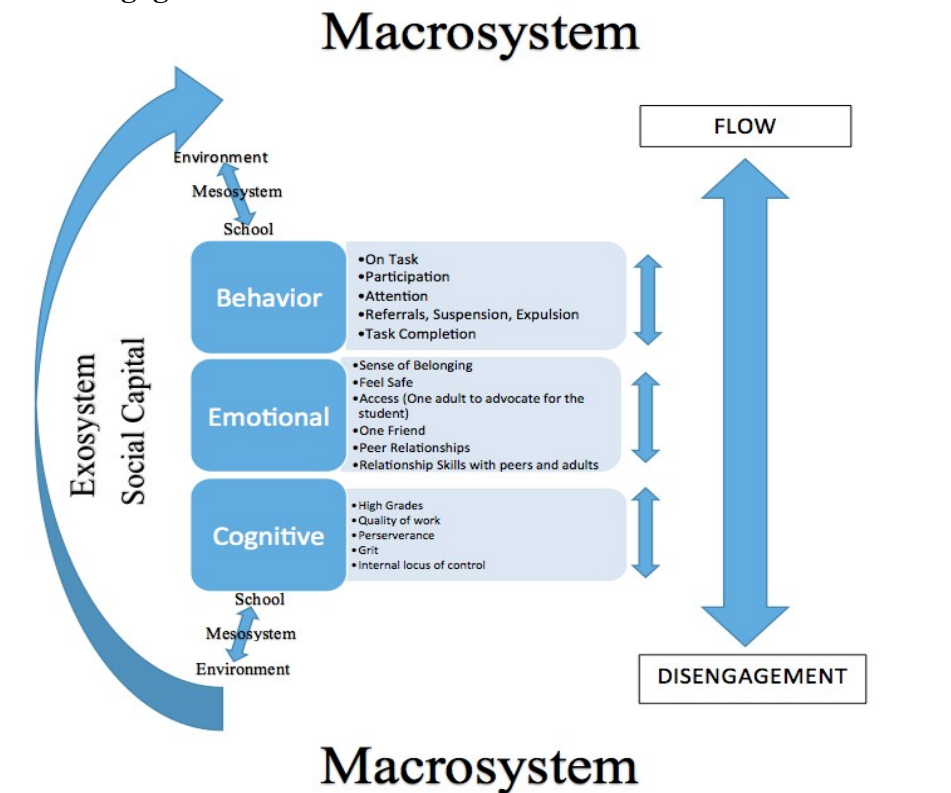 Macrosystem
Environment
Mesosystem
School
FLOW
Behavior
•On Task
•Participation
•Attention
•Referrals, Suspension, Expulsion
•Task Completion
Exosystem
Social Capital
Emotional
•Sense of Belonging
•Feel Safe
•Access (One adult to advocate for the
student)
•One Friend
•Peer Relationships
•Relationship Skills with peers and adults
Cognitive
•High Grades
•Quality of work
•Perserverance
•Grit
•Internal locus of control
School
Mesosystem
Environment
DISENGAGEMENT
Macrosystem